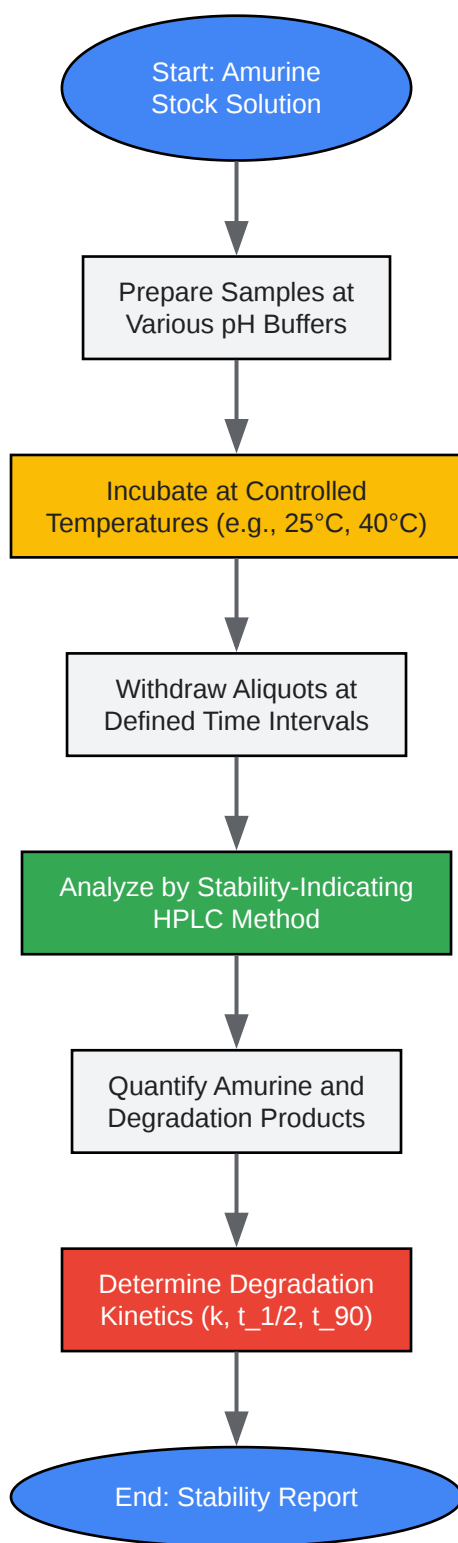 Start: Amurine
Stock Solution
Prepare Samples at
Various pH Buffers
Incubate at Controlled
Temperatures (e.g., 25°C, 40°C)
Withdraw Aliquots at
Defined Time Intervals
Analyze by Stability-Indicating
HPLC Method
Quantify Amurine and
Degradation Products
Determine Degradation
Kinetics (k, t_1/2, t_90)
End: Stability Report